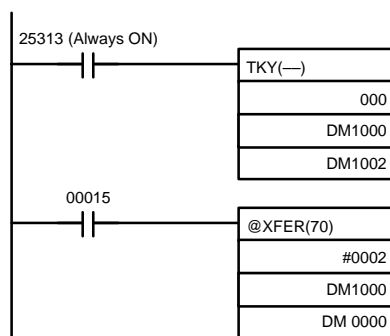 25313 (Always ON)
TKY(––)
000
DM1000
DM1002
00015
@XFER(70)
#0002
DM1000
DM 0000